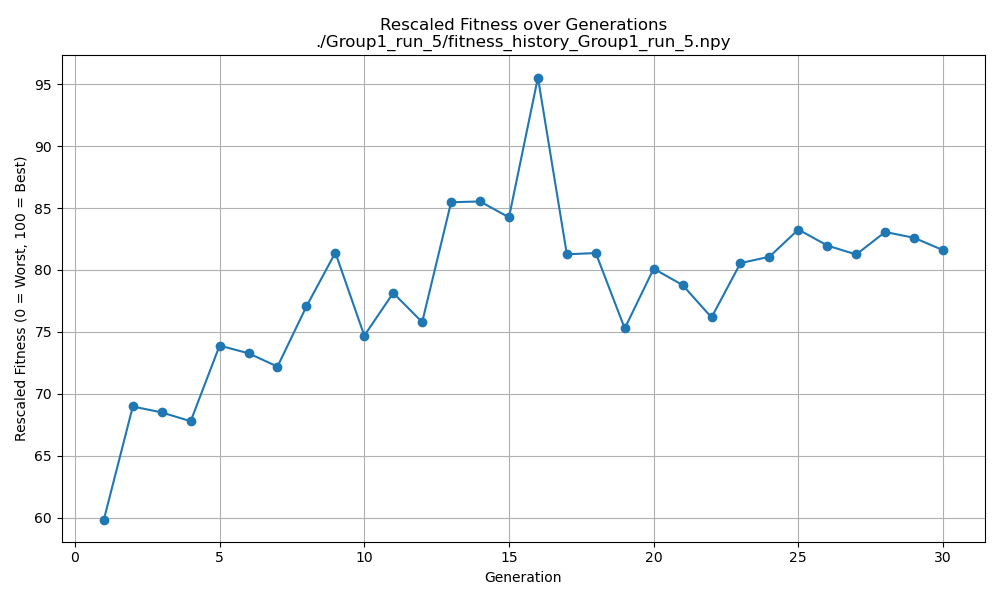 Rescaled Fitness over Generations
./Group1_run_5/fitness_history_Group1_run_5.npy
Rescaled Fitness (0 = Worst, 100 = Best)
95
90
85
80
75
70
65
60
0 5 10 15 20 25 30
Generation